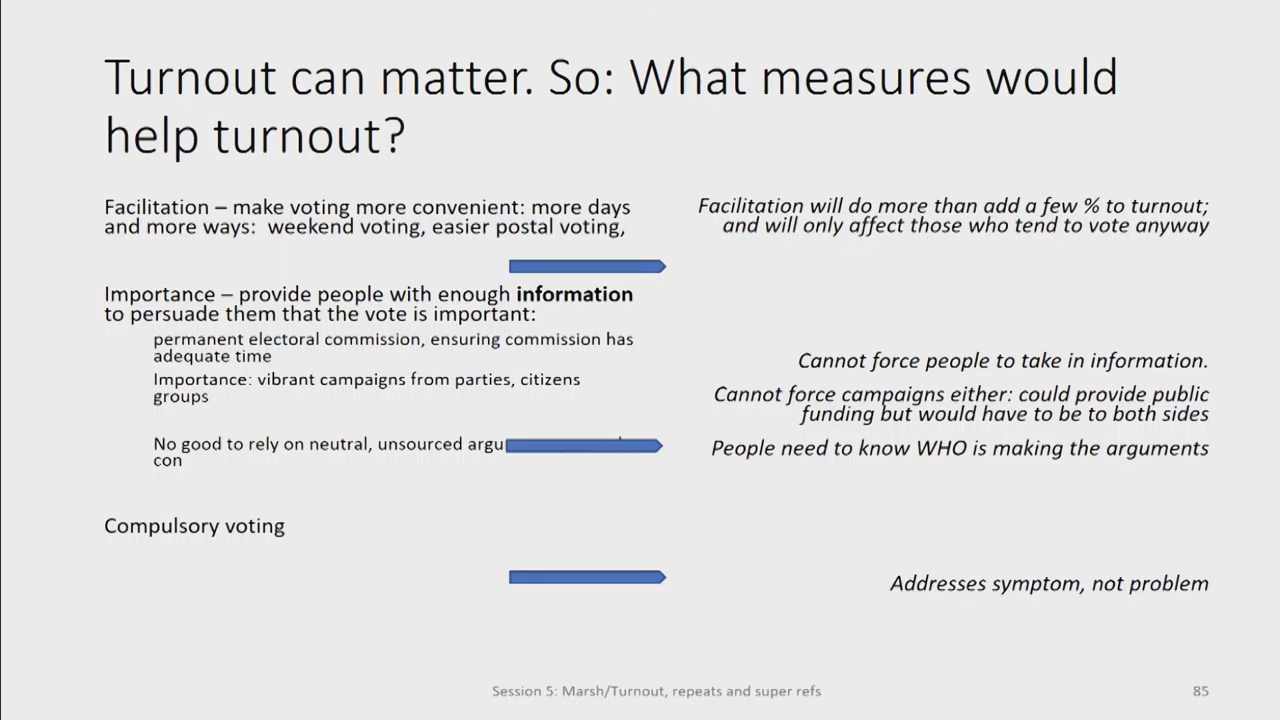 Turnout can matter. So: What measures would
help turnout?
Facilitation – make voting more convenient: more days
and more ways:  weekend voting, easier postal voting,
Facilitation will do more than add a few % to turnout;
and will only affect those who tend to vote anyway
Importance – provide people with enough information
to persuade them that the vote is important:
permanent electoral commission, ensuring commission has
adequate time
Importance: vibrant campaigns from parties, citizens
groups
No good to rely on neutral, unsourced argu
con
Cannot force people to take in information.
Cannot force campaigns either: could provide public
funding but would have to be to both sides
People need to know WHO is making the arguments
Compulsory voting
Addresses symptom, not problem
Session 5: Marsh/Turnout, repeats and super refs
85